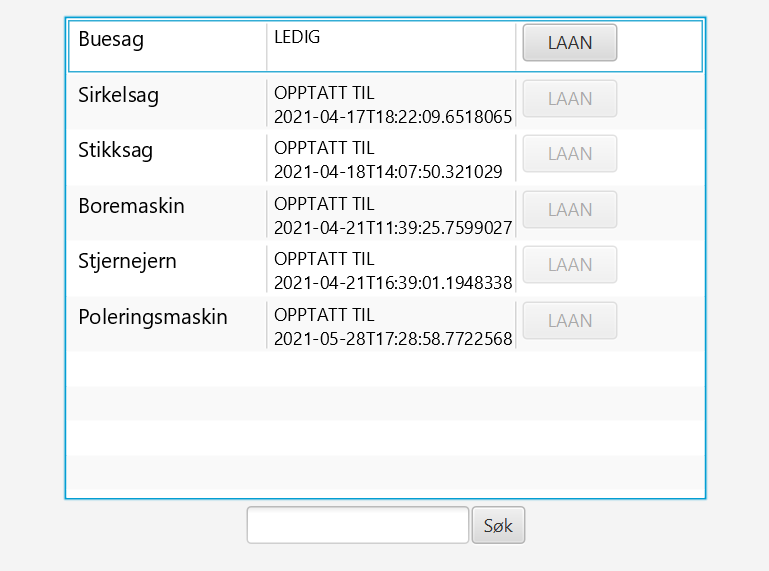 Buesag LEDIG LAAN
Sirkelsag OPPTATT TIL LAAN
2021-04-17T18:22:09.6518065
Stikksag OPPTATT TIL LAAN
2021-04-18T14:07:50.321029
Boremaskin OPPTATT TIL LAAN
2021-04-21T11:39:25.7599027
Stjernejern OPPTATT TIL LAAN
2021-04-21T16:39:01.1948338
Poleringsmaskin OPPTATT TIL LAAN
2021-05-28T17:28:58.7722568
Søk